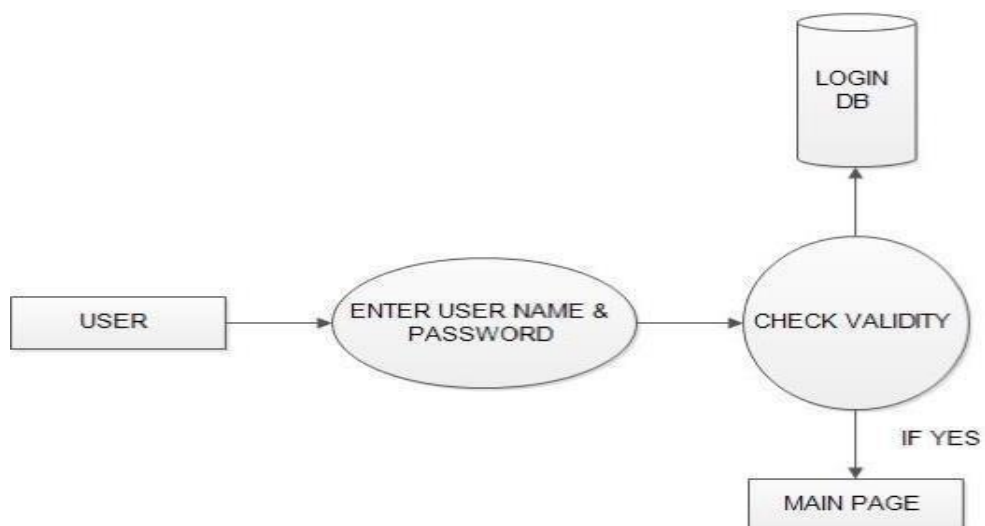 LOGIN
DB
USER
ENTER USER NAME &
PASSWORD
CHECK VALIDITY
IF YES
MAIN PAGE